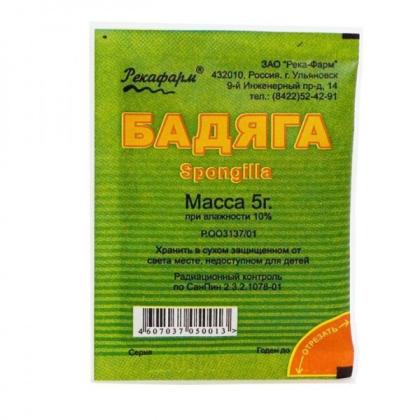 Рекафарм®
ЗАО "Река-Фарм"
432010, Россия. г. Ульяновск
9-й Инженерный пр-д, 14
тел.: (8422)52-42-91
БАДЯГА
Spongilla
Масса 5г.
при влажности 10%
Р.ОО3137/01
Хранить в сухом защищенном от
света месте, недоступном для детей
Радиационный контроль
по СанПин 2.3.2.1078-01
4 607037 050013 >
Серия
Годен до
ОТРЕЗАТЬ